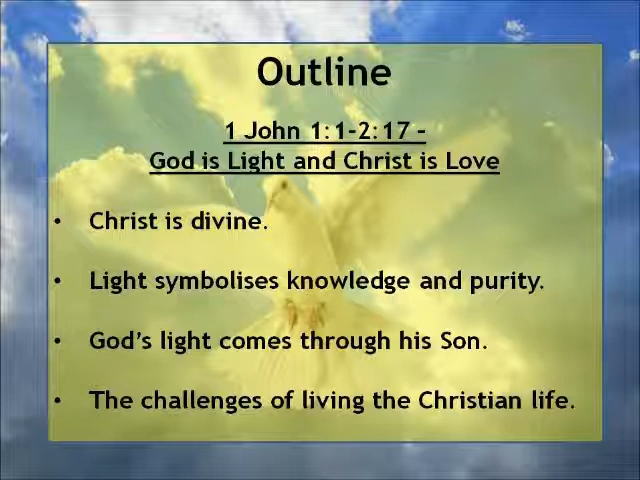 Outline
1 John 1:1-2:17 –
God is Light and Christ is Love
• Christ is divine.
• Light symbolises knowledge and purity.
• God’s light comes through his Son.
• The challenges of living the Christian life.